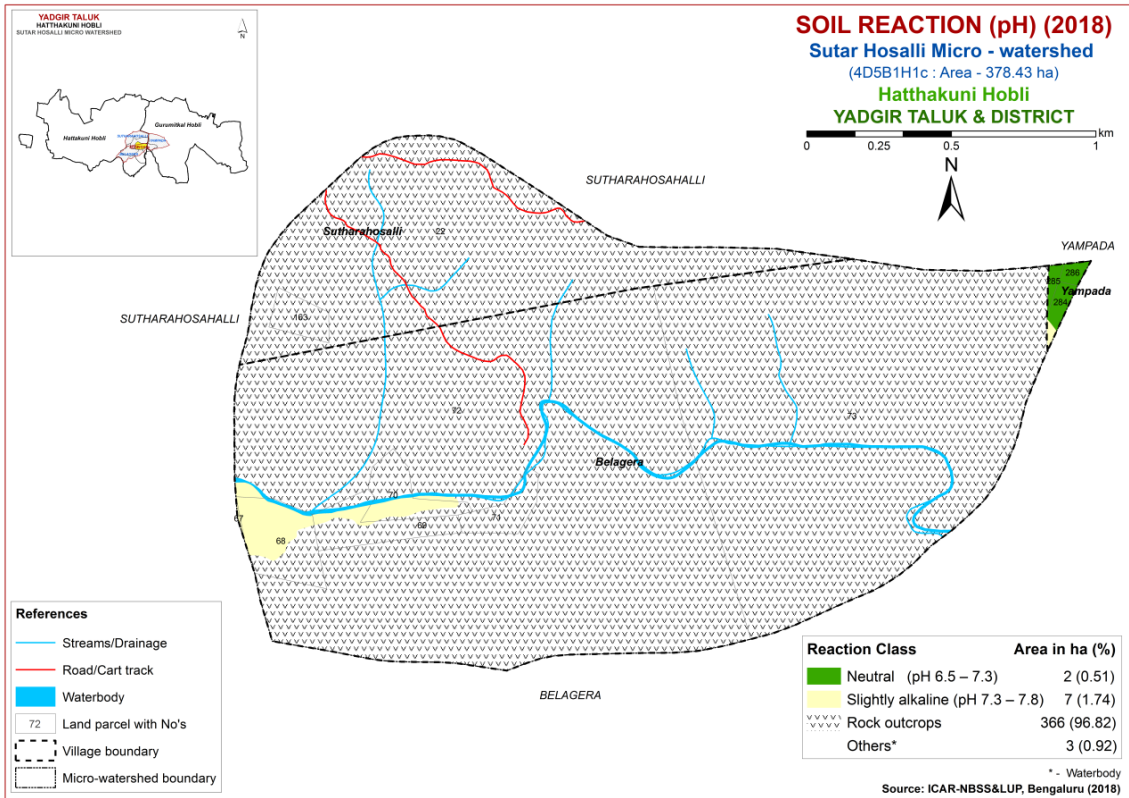 YADGIR TALUK
HATTHAKUNI HOBLI
SUTAR HOSALLI MICRO WATERSHED
N
Hattakuni Hobli
Gurumitkal Hobli
SOIL REACTION (pH) (2018)
Sutar Hosalli Micro - watershed
(4D5B1H1c : Area - 378.43 ha)
Hatthakuni Hobli
YADGIR TALUK & DISTRICT
km
0 0.25 0.5 1
N
SUTHARAHOSAHALLI
YAMPADA
Sutharahosalli
22
286
285
Yampada
284
SUTHARAHOSAHALLI
163
72
73
Belagera
70
67
71
69
68
BELAGERA
References
Streams/Drainage
Road/Cart track
Waterbody
72 Land parcel with No's
Village boundary
Micro-watershed boundary
Reaction Class Area in ha (%)
Neutral (pH 6.5 – 7.3) 2 (0.51)
Slightly alkaline (pH 7.3 – 7.8) 7 (1.74)
Rock outcrops 366 (96.82)
Others* 3 (0.92)
* - Waterbody
Source: ICAR-NBSS&LUP, Bengaluru (2018)